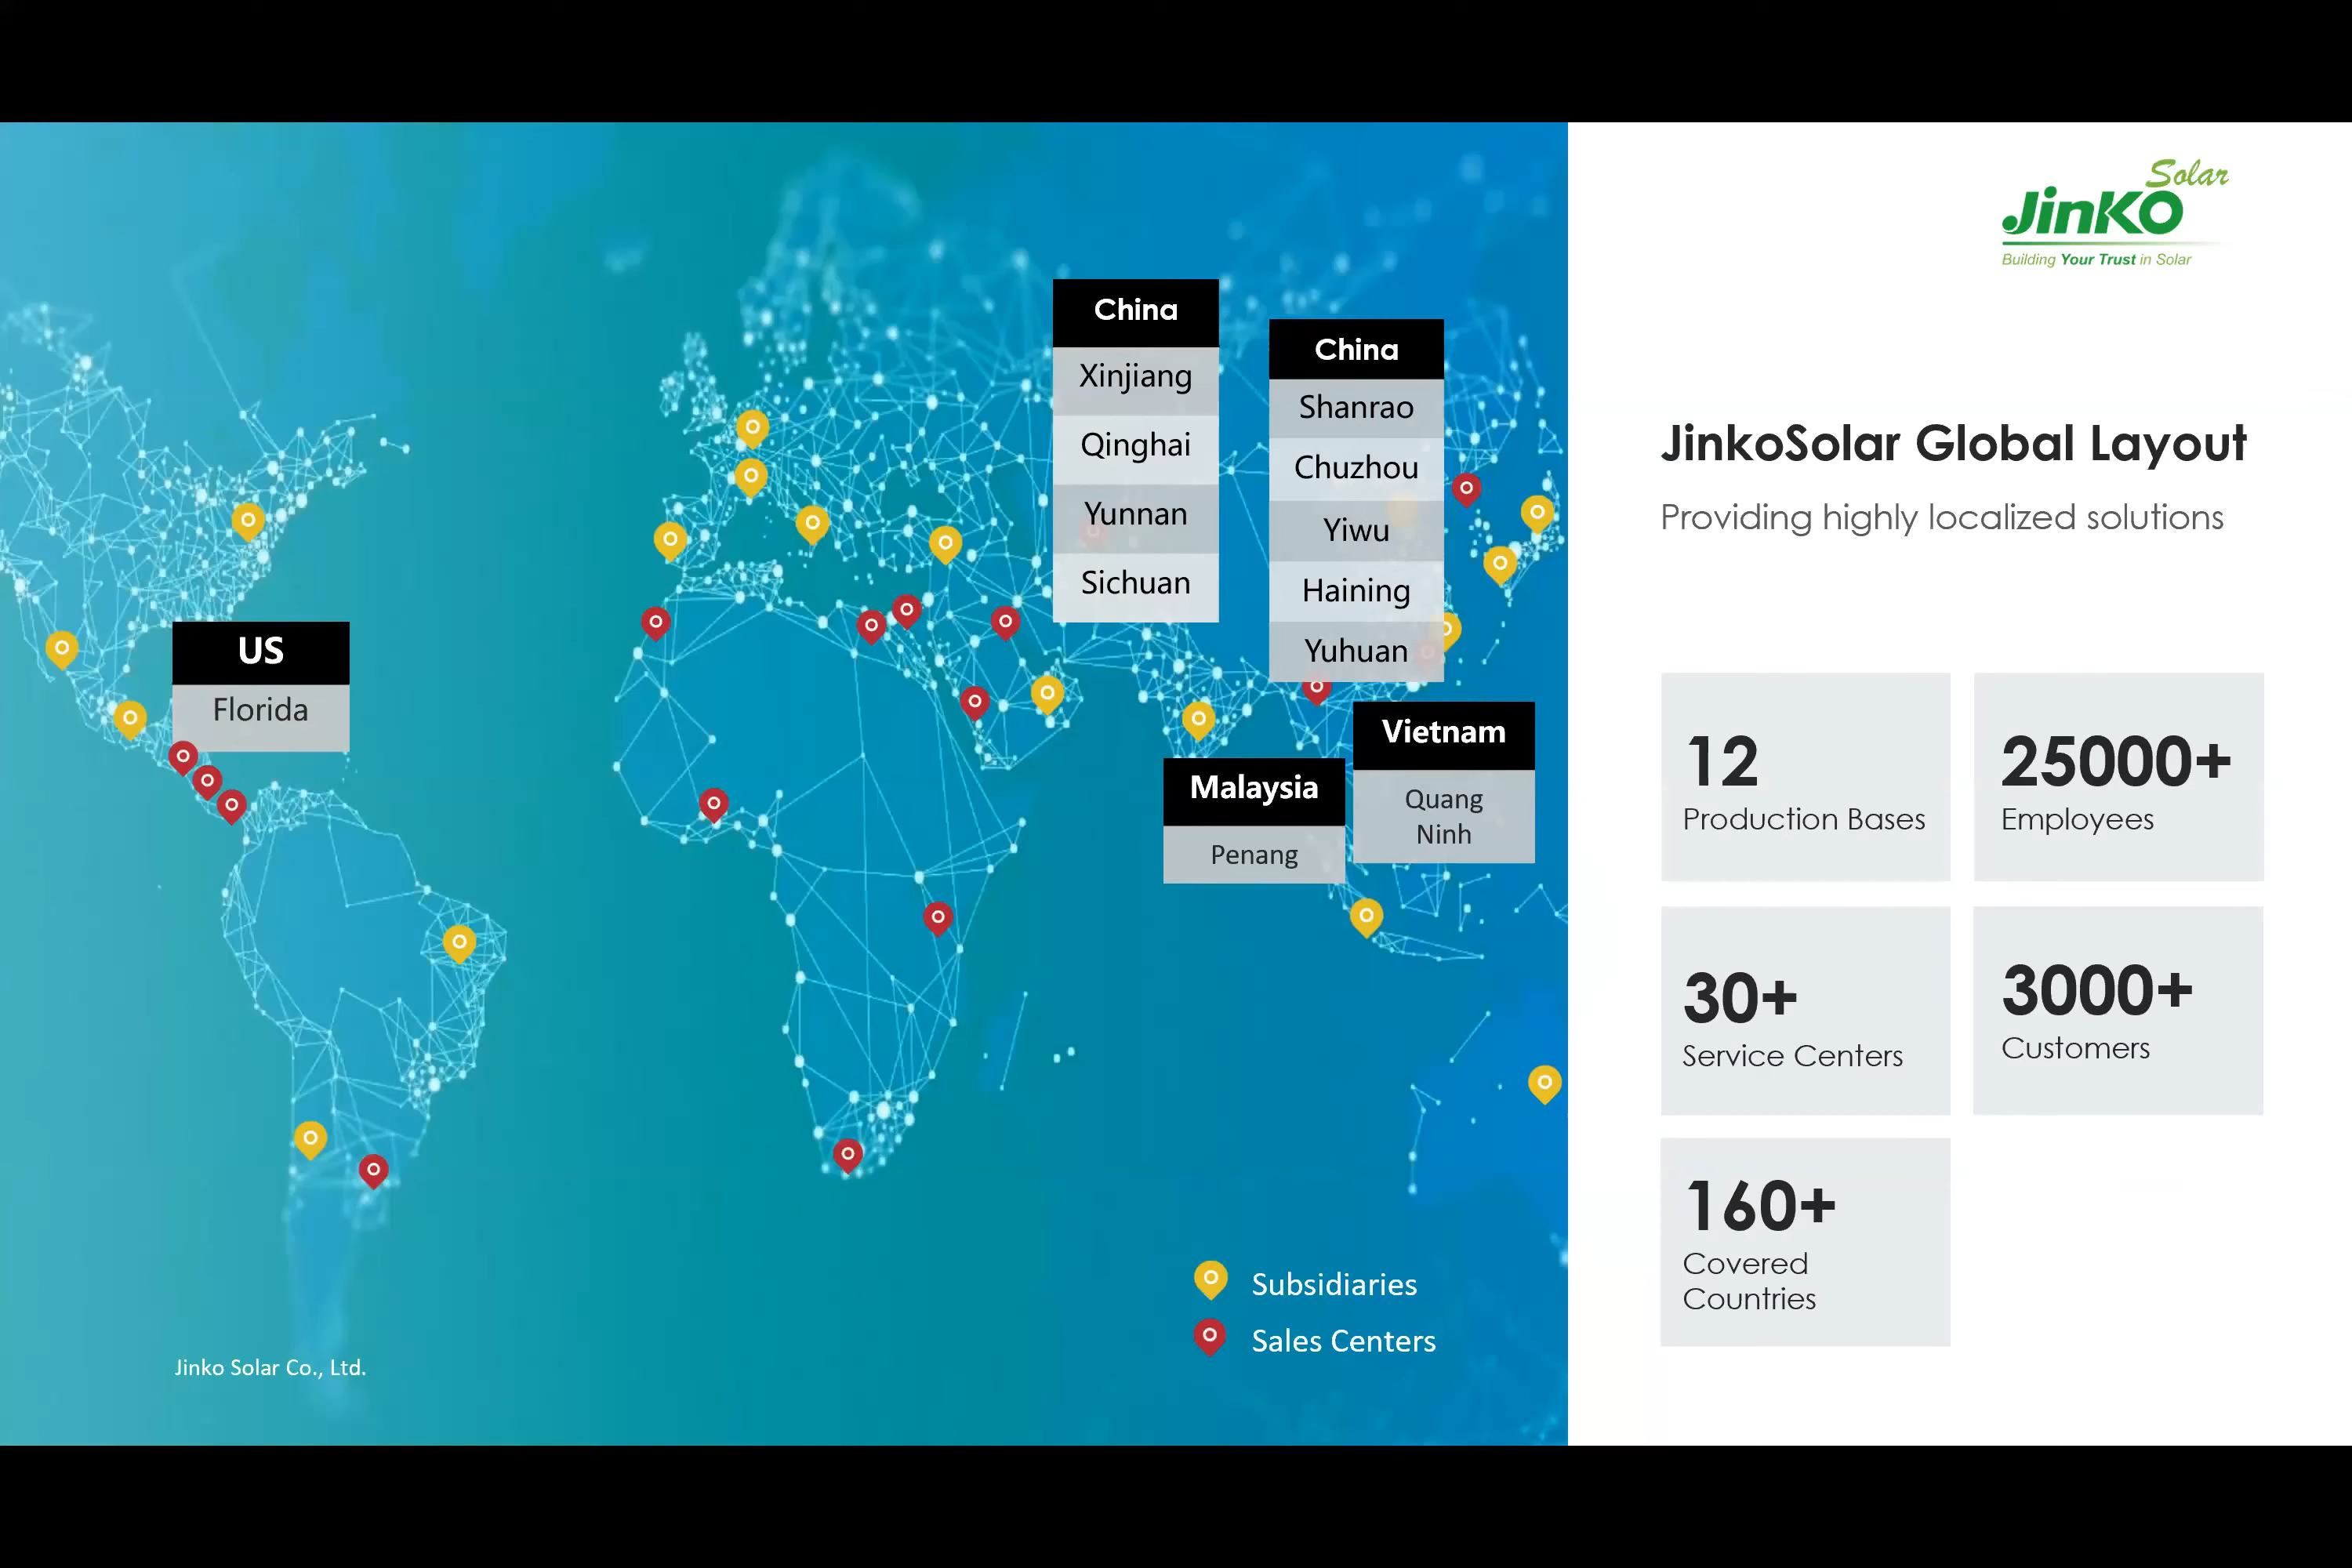 Solar
JinKO
Building Your Trust in Solar
China
Xinjiang
Qinghai
Yunnan
Sichuan
China
Shanrao
Chuzhou
Yiwu
Haining
Yuhuan
US
Florida
Malaysia
Penang
Vietnam
Quang
Ninh
Subsidiaries
Sales Centers
Jinko Solar Co., Ltd.
JinkoSolar Global Layout
Providing highly localized solutions
12
Production Bases
25000+
Employees
30+
Service Centers
3000+
Customers
160+
Covered
Countries